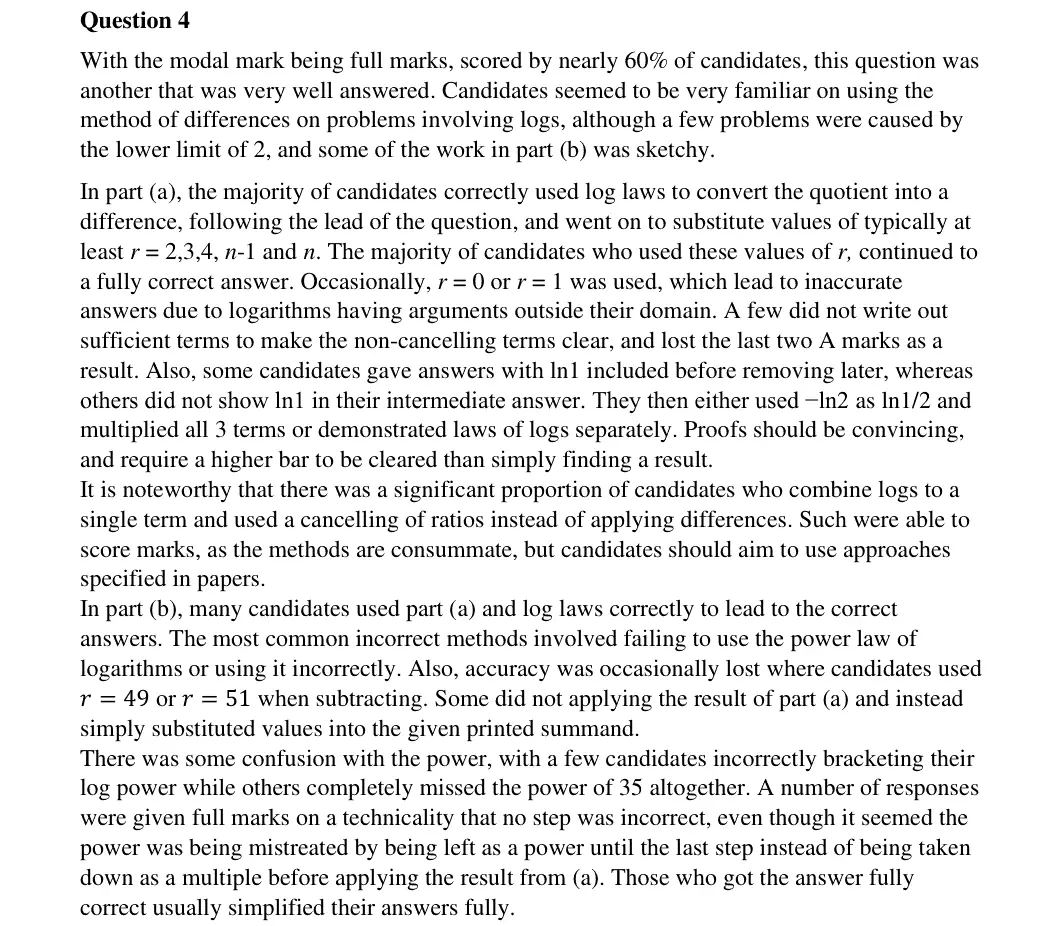 Question 4
With the modal mark being full marks, scored by nearly 60% of candidates, this question was
another that was very well answered. Candidates seemed to be very familiar on using the
method of differences on problems involving logs, although a few problems were caused by
the lower limit of 2, and some of the work in part (b) was sketchy.
In part (a), the majority of candidates correctly used log laws to convert the quotient into a
difference, following the lead of the question, and went on to substitute values of typically at
least r = 2,3,4, n-1 and n. The majority of candidates who used these values of r, continued to
a fully correct answer. Occasionally, r = 0 or r = 1 was used, which lead to inaccurate
answers due to logarithms having arguments outside their domain. A few did not write out
sufficient terms to make the non-cancelling terms clear, and lost the last two A marks as a
result. Also, some candidates gave answers with ln1 included before removing later, whereas
others did not show ln1 in their intermediate answer. They then either used −ln2 as ln1/2 and
multiplied all 3 terms or demonstrated laws of logs separately. Proofs should be convincing,
and require a higher bar to be cleared than simply finding a result.
It is noteworthy that there was a significant proportion of candidates who combine logs to a
single term and used a cancelling of ratios instead of applying differences. Such were able to
score marks, as the methods are consummate, but candidates should aim to use approaches
specified in papers.
In part (b), many candidates used part (a) and log laws correctly to lead to the correct
answers. The most common incorrect methods involved failing to use the power law of
logarithms or using it incorrectly. Also, accuracy was occasionally lost where candidates used
r = 49 or r = 51 when subtracting. Some did not applying the result of part (a) and instead
simply substituted values into the given printed summand.
There was some confusion with the power, with a few candidates incorrectly bracketing their
log power while others completely missed the power of 35 altogether. A number of responses
were given full marks on a technicality that no step was incorrect, even though it seemed the
power was being mistreated by being left as a power until the last step instead of being taken
down as a multiple before applying the result from (a). Those who got the answer fully
correct usually simplified their answers fully.